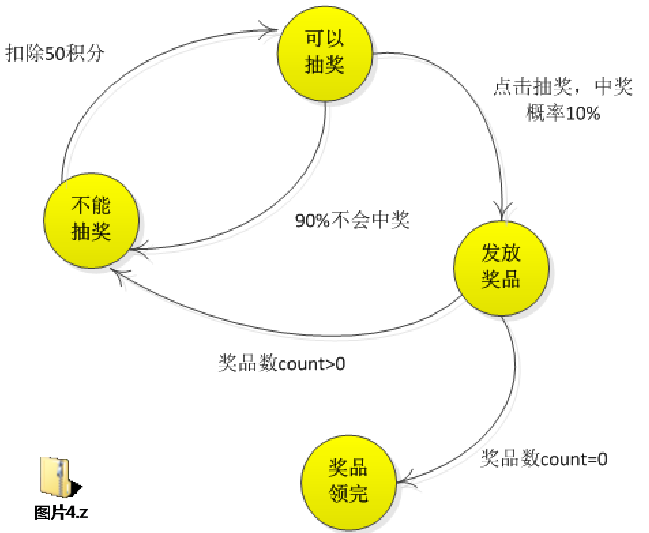 可以
抽奖
扣除50积分
点击抽奖，中奖
概率10%
不能
抽奖
90%不会中奖
发放
奖品
奖品数count>0
奖品数count=0
奖品
领完
图片4.z